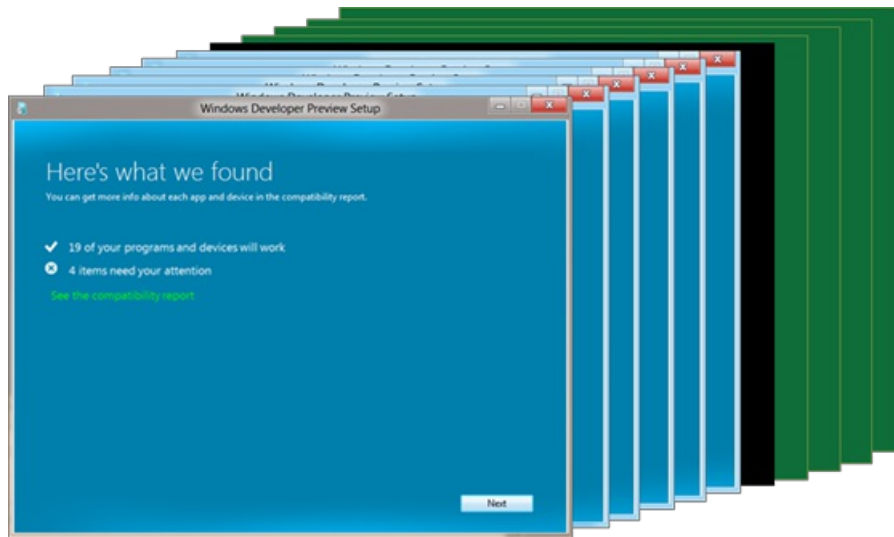 Windows Developer Preview Setup
Here's what we found
You can get more info about each app and device in the compatibility report.
19 of your programs and devices will work
4 items need your attention
See the compatibility report
Next